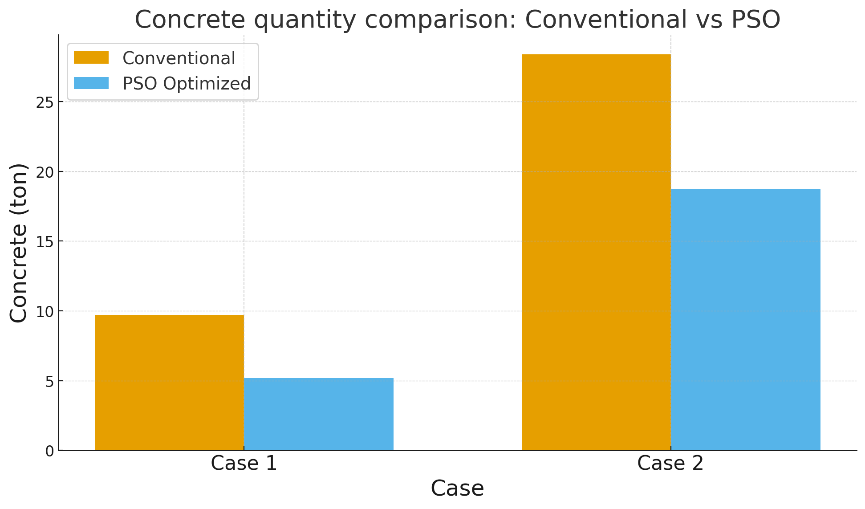 Concrete quantity comparison: Conventional vs PSO
Conventional
PSO Optimized
Concrete (ton)
25
20
15
10
5
0
Case 1
Case 2
Case